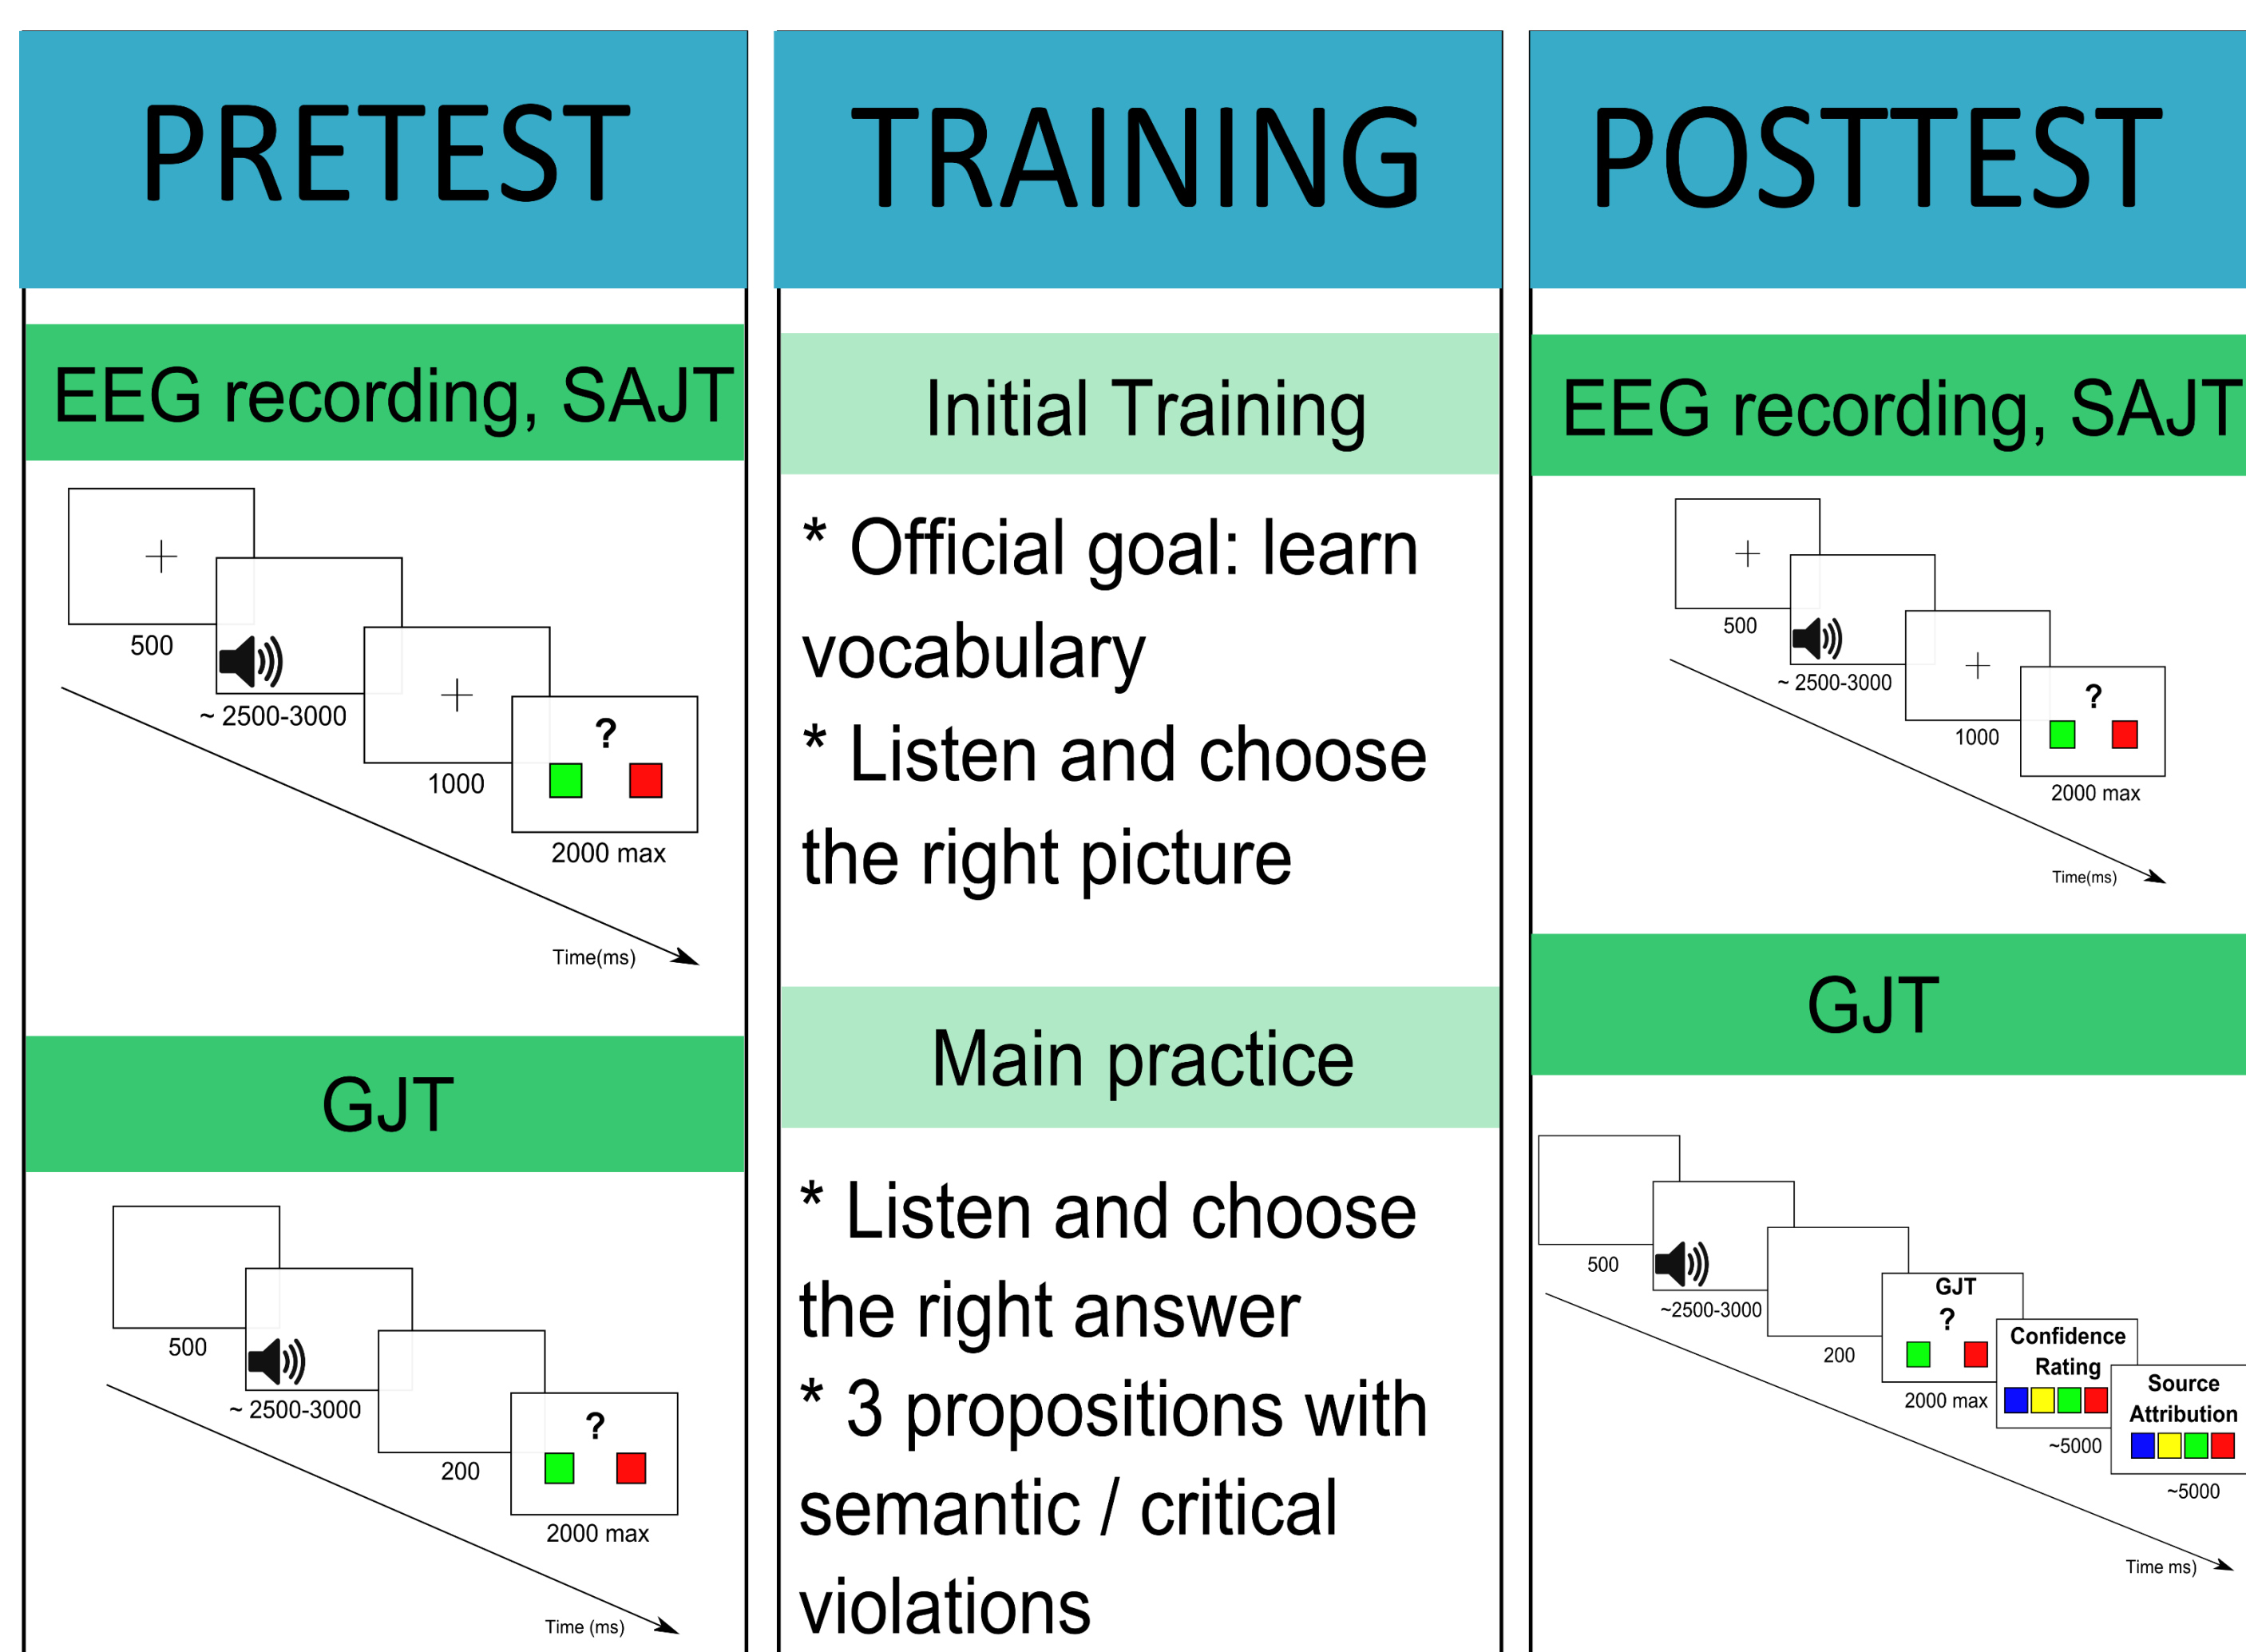 PRETEST
EEG recording, SAJT
500
~ 2500-3000
1000
?
2000 max
Time(ms)
GJT
500
~ 2500-3000
200
?
2000 max
Time (ms)
TRAINING
Initial Training
* Official goal: learn
vocabulary
* Listen and choose
the right picture
Main practice
* Listen and choose
the right answer
* 3 propositions with
semantic / critical
violations
POSTTEST
EEG recording, SAJT
500
~ 2500-3000
1000
?
2000 max
Time(ms)
GJT
500
~2500-3000
200
GJT
?
2000 max
Confidence
Rating
~5000
Source
Attribution
~5000
Time ms)